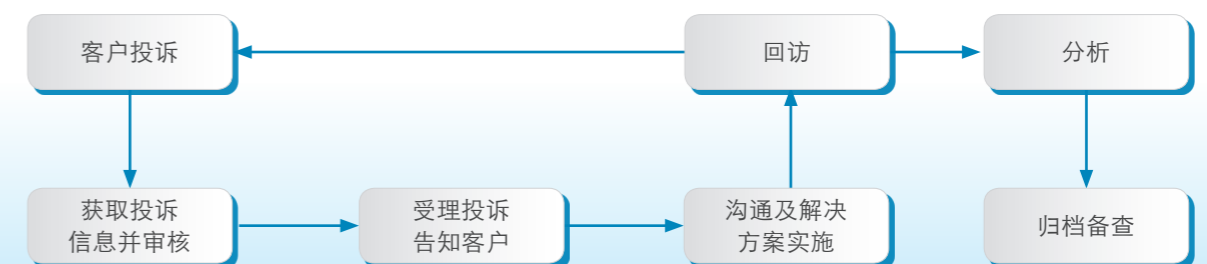 客户投诉
回访
分析
获取投诉
信息并审核
受理投诉
告知客户
沟通及解决
方案实施
归档备查